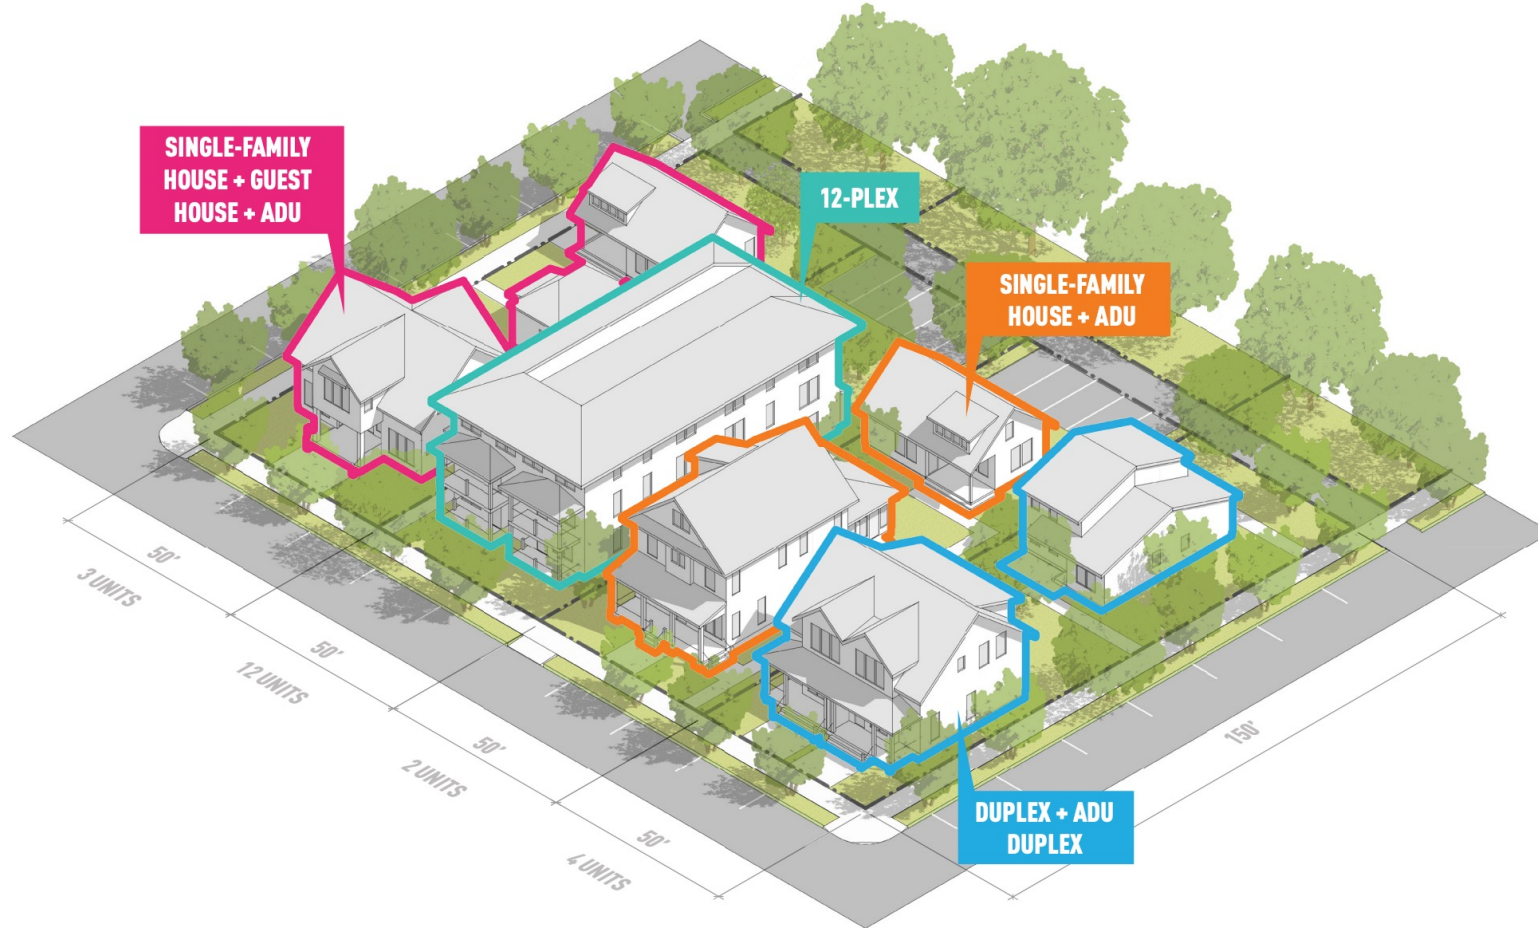 SINGLE-FAMILY
HOUSE + GUEST
HOUSE + ADU
12-PLEX
SINGLE-FAMILY
HOUSE + ADU
DUPLEX + ADU
DUPLEX
50'
3 UNITS
50'
12 UNITS
50'
2 UNITS
50'
4 UNITS
150'